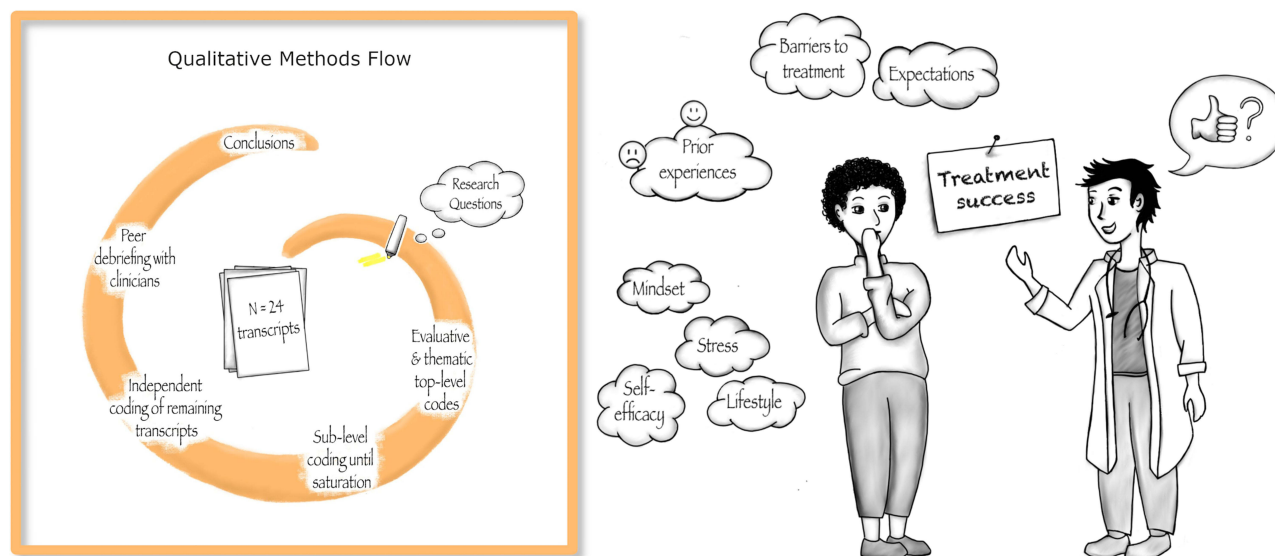 Qualitative Methods Flow
Conclusions
Research
Questions
Peer
debriefing with
clinicians
N = 24
transcripts
Evaluative
& thematic
top-level
codes
Independent
coding of remaining
transcripts
Sub-level
coding until
saturation
Barriers to
treatment
Expectations
Prior
experiences
Treatment
success
?
Mindset
Stress
Self-
efficacy
Lifestyle